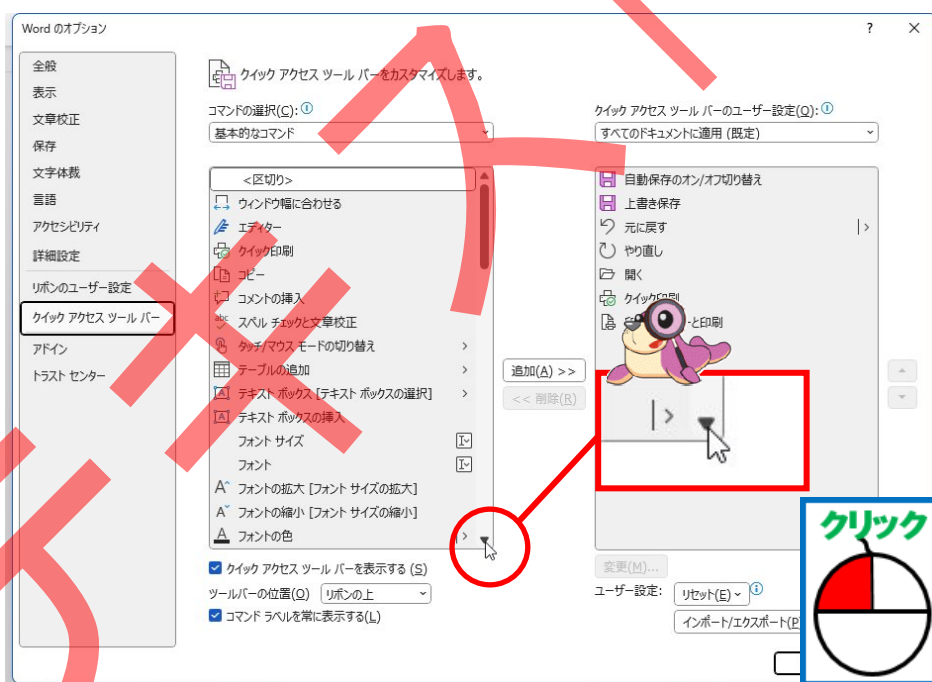 Word のオプション
?
全般
表示
文章校正
保存
文字体裁
言語
アクセシビリティ
詳細設定
リボンのユーザー設定
クイック アクセス ツール バー
アドイン
トラスト センター
クイック アクセス ツール バーをカスタマイズします。
コマンドの選択(C):
基本的なコマンド
<区切り>
ウィンドウ幅に合わせる
エディター
クイック印刷
コピー
コメントの挿入
スペル チェックと文章校正
タッチ/マウス モードの切り替え
テーブルの追加
テキスト ボックス [テキスト ボックスの選択]
テキスト ボックスの挿入
フォント サイズ
フォント
フォントの拡大 [フォント サイズの拡大]
フォントの縮小 [フォント サイズの縮小]
フォントの色
クイック アクセス ツール バーを表示する (S)
ツールバーの位置(O) リボンの上
コマンド ラベルを常に表示する(L)
追加(A) >>
<< 削除(R)
クイック アクセス ツール バーのユーザー設定(Q):
すべてのドキュメントに適用 (既定)
自動保存のオン/オフ切り替え
上書き保存
元に戻す
やり直し
開く
クイック印刷
と印刷
変更(M)...
ユーザー設定: リセット(E)
インポート/エクスポート(P
クリック